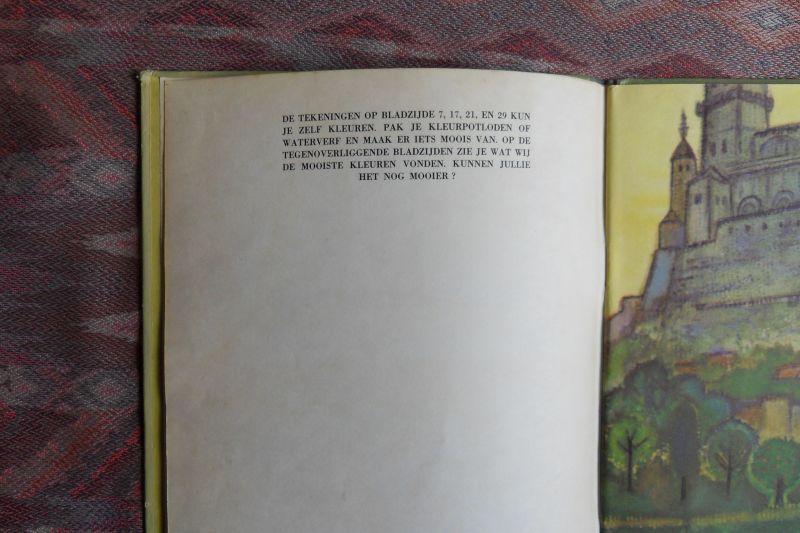 DE TEKENINGEN OP BLADZIJDE 7, 17, 21, EN 29 KUN
JE ZELF KLEUREN. PAK JE KLEURPOTLODEN OF
WATERVERF EN MAAK ER IETS MOOIS VAN. OP DE
TEGENOVERLIGGENDE BLADZIJDEN ZIE JE WAT WIJ
DE MOOISTE KLEUREN VONDEN. KUNNEN JULLIE
HET NOG MOOIER ?